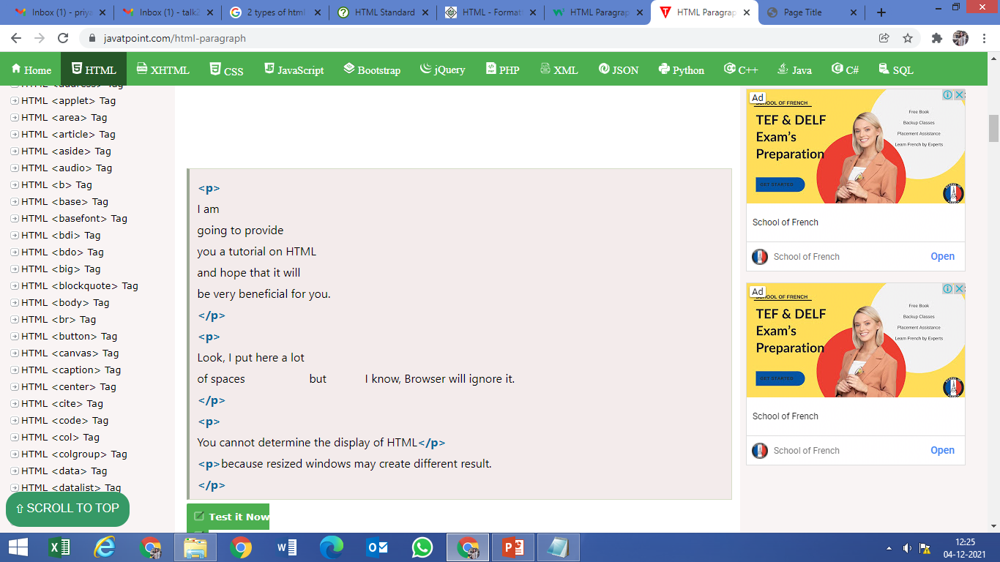 Inbox (1) - priya
Inbox (1) - talk2
2 types of html
HTML Standard
HTML - Format
HTML Paragrap
HTML Paragrap
Page Title
javatpoint.com/html-paragraph
Home
HTML
XHTML
CSS
JavaScript
Bootstrap
jQuery
PHP
XML
JSON
Python
C++
Java
C#
SQL
HTML <address> Tag
HTML <applet> Tag
HTML <area> Tag
HTML <article> Tag
HTML <aside> Tag
HTML <audio> Tag
HTML <b> Tag
HTML <base> Tag
HTML <basefont> Tag
HTML <bdi> Tag
HTML <bdo> Tag
HTML <big> Tag
HTML <blockquote> Tag
HTML <body> Tag
HTML <br> Tag
HTML <button> Tag
HTML <canvas> Tag
HTML <caption> Tag
HTML <center> Tag
HTML <cite> Tag
HTML <code> Tag
HTML <col> Tag
HTML <colgroup> Tag
HTML <data> Tag
HTML <datalist> Tag
SCROLL TO TOP
<p>
I am
going to provide
you a tutorial on HTML
and hope that it will
be very beneficial for you.
</p>
<p>
Look, I put here a lot
of spaces but I know, Browser will ignore it.
</p>
<p>
You cannot determine the display of HTML</p>
<p>because resized windows may create different result.
</p>
Test it Now
Ad
SCHOOL OF FRENCH
TEF & DELF
Exam's
Preparation
GET STARTED
Free Book
Backup Classes
Placement Assistance
Learn French by Experts
School of French
School of French
Open
Ad
SCHOOL OF FRENCH
TEF & DELF
Exam's
Preparation
GET STARTED
Free Book
Backup Classes
Placement Assistance
Learn French by Experts
School of French
School of French
Open
12:25
04-12-2021